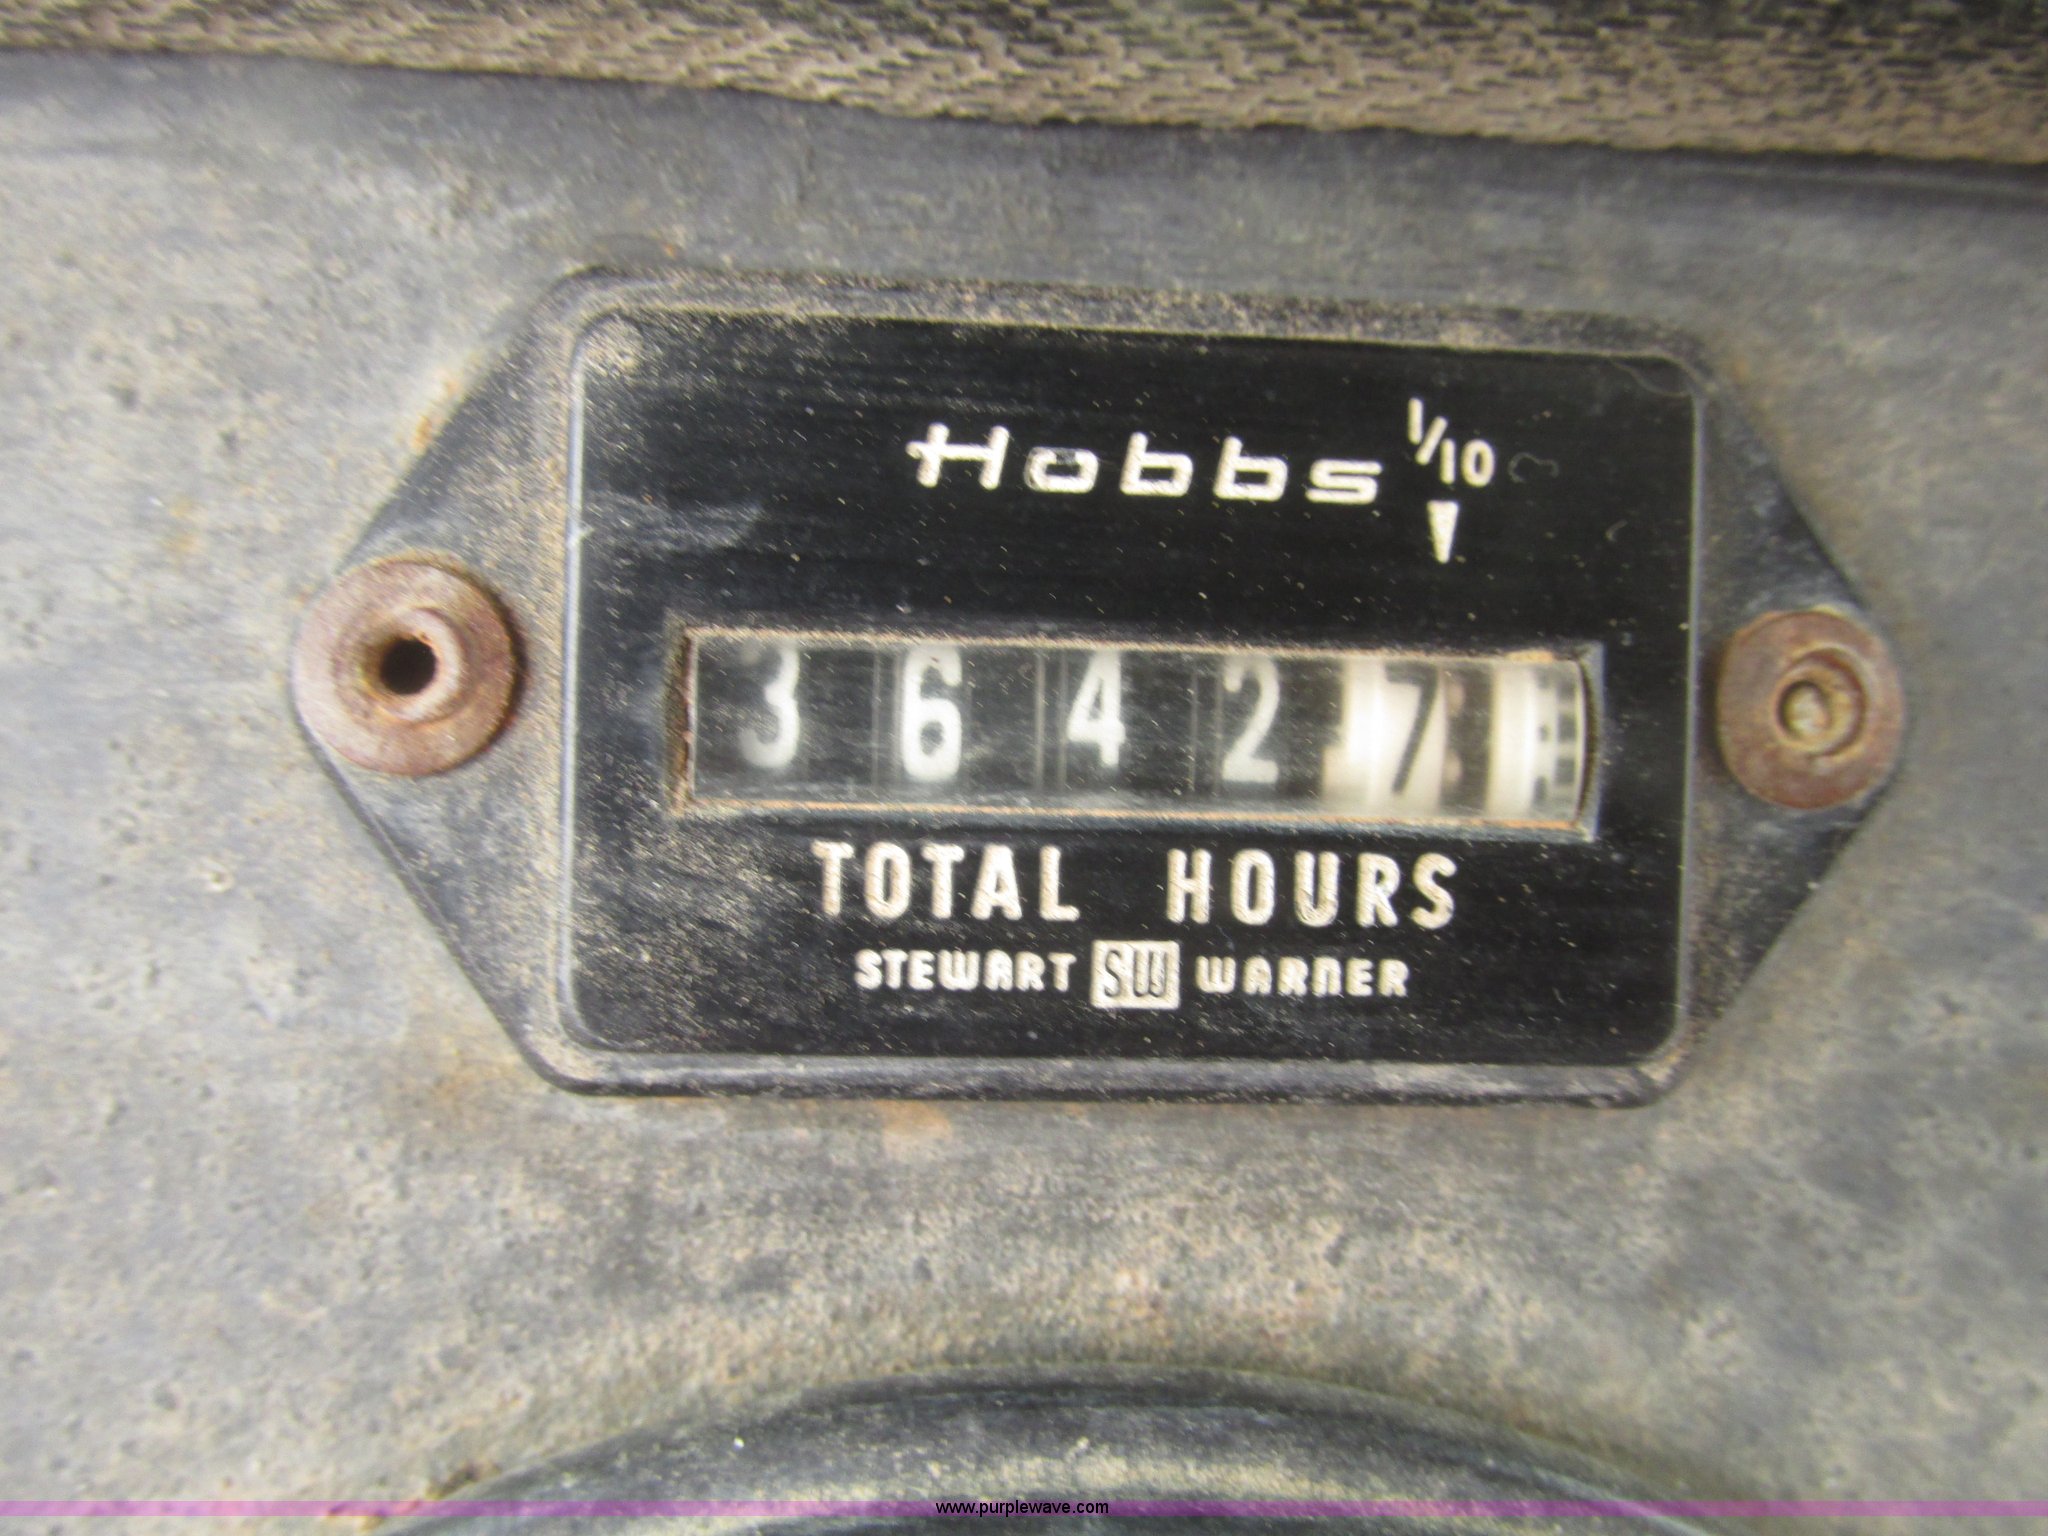 Hobbs 1/10
3 6 4 2 7
TOTAL HOURS
STEWART SW WARNER
www.purplewave.com